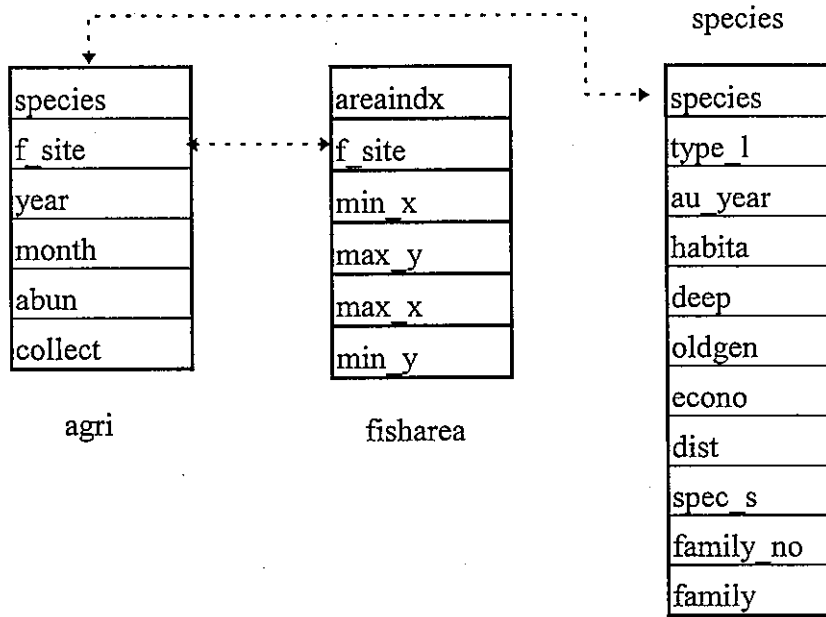 species
species
f_site
year
month
abun
collect
agri
areaindx
f_site
min_x
max_y
max_x
min_y
fisharea
species
type_l
au_year
habita
deep
oldgen
econo
dist
spec_s
family_no
family